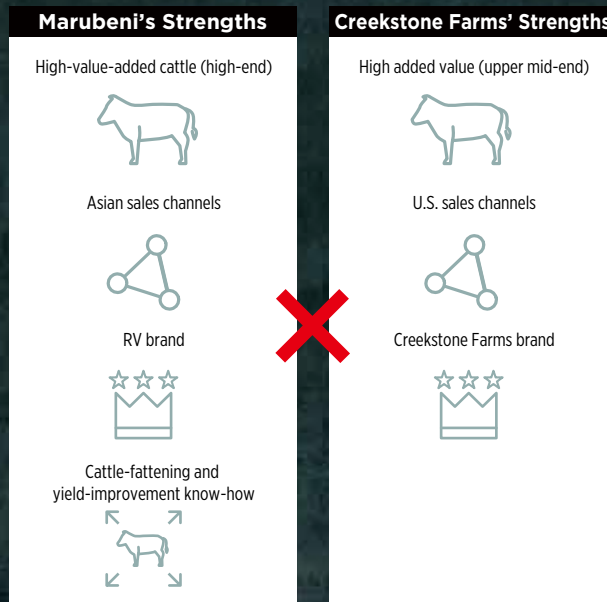 Marubeni's Strengths
High-value-added cattle (high-end)
Asian sales channels
RV brand
Cattle-fattening and
yield-improvement know-how
Creekstone Farms' Strengths
High added value (upper mid-end)
U.S. sales channels
Creekstone Farms brand